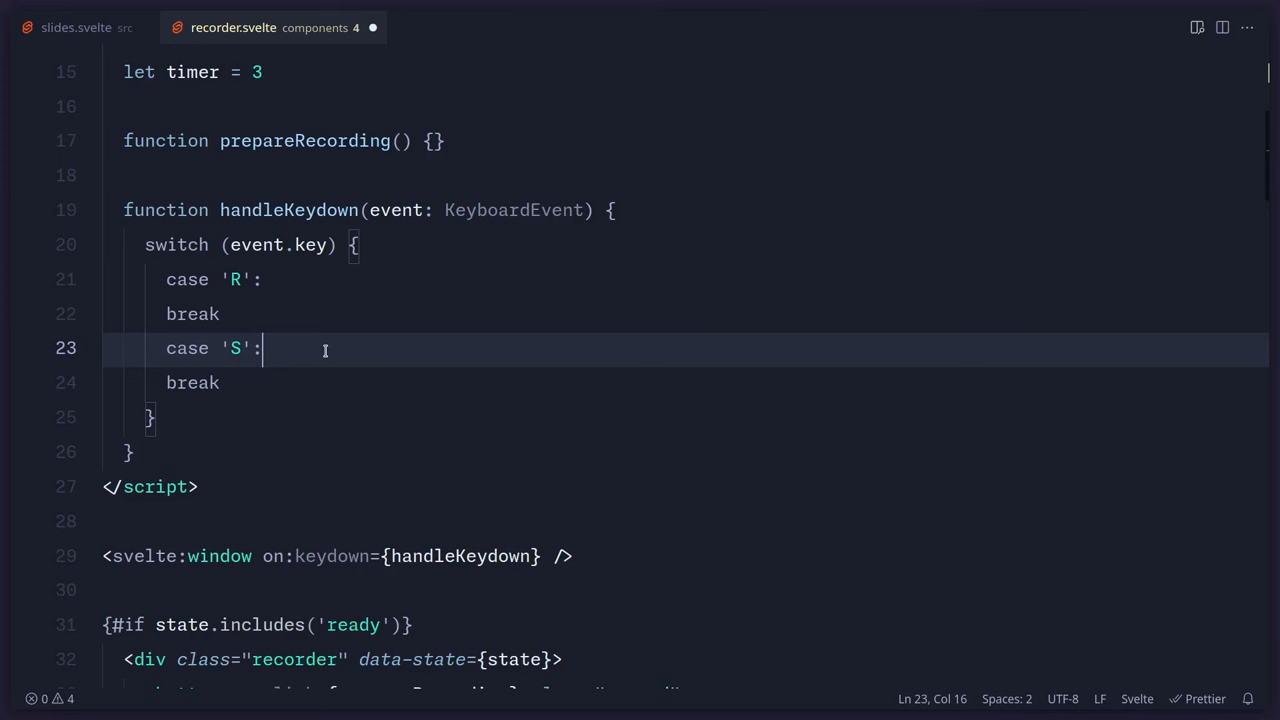 slides.svelte src
recorder.svelte components 4
15 let timer = 3
16
17 function prepareRecording() {}
18
19 function handleKeydown(event: KeyboardEvent) {
20 switch (event.key) {
21 case 'R':
22 break
23 case 'S':
24 break
25 }
26 }
27 </script>
28
29 <svelte:window on:keydown={handleKeydown} />
30
31 {#if state.includes('ready')}
32 <div class="recorder" data-state={state}>
0 4 Ln 23, Col 16 Spaces: 2 UTF-8 LF Svelte Prettier